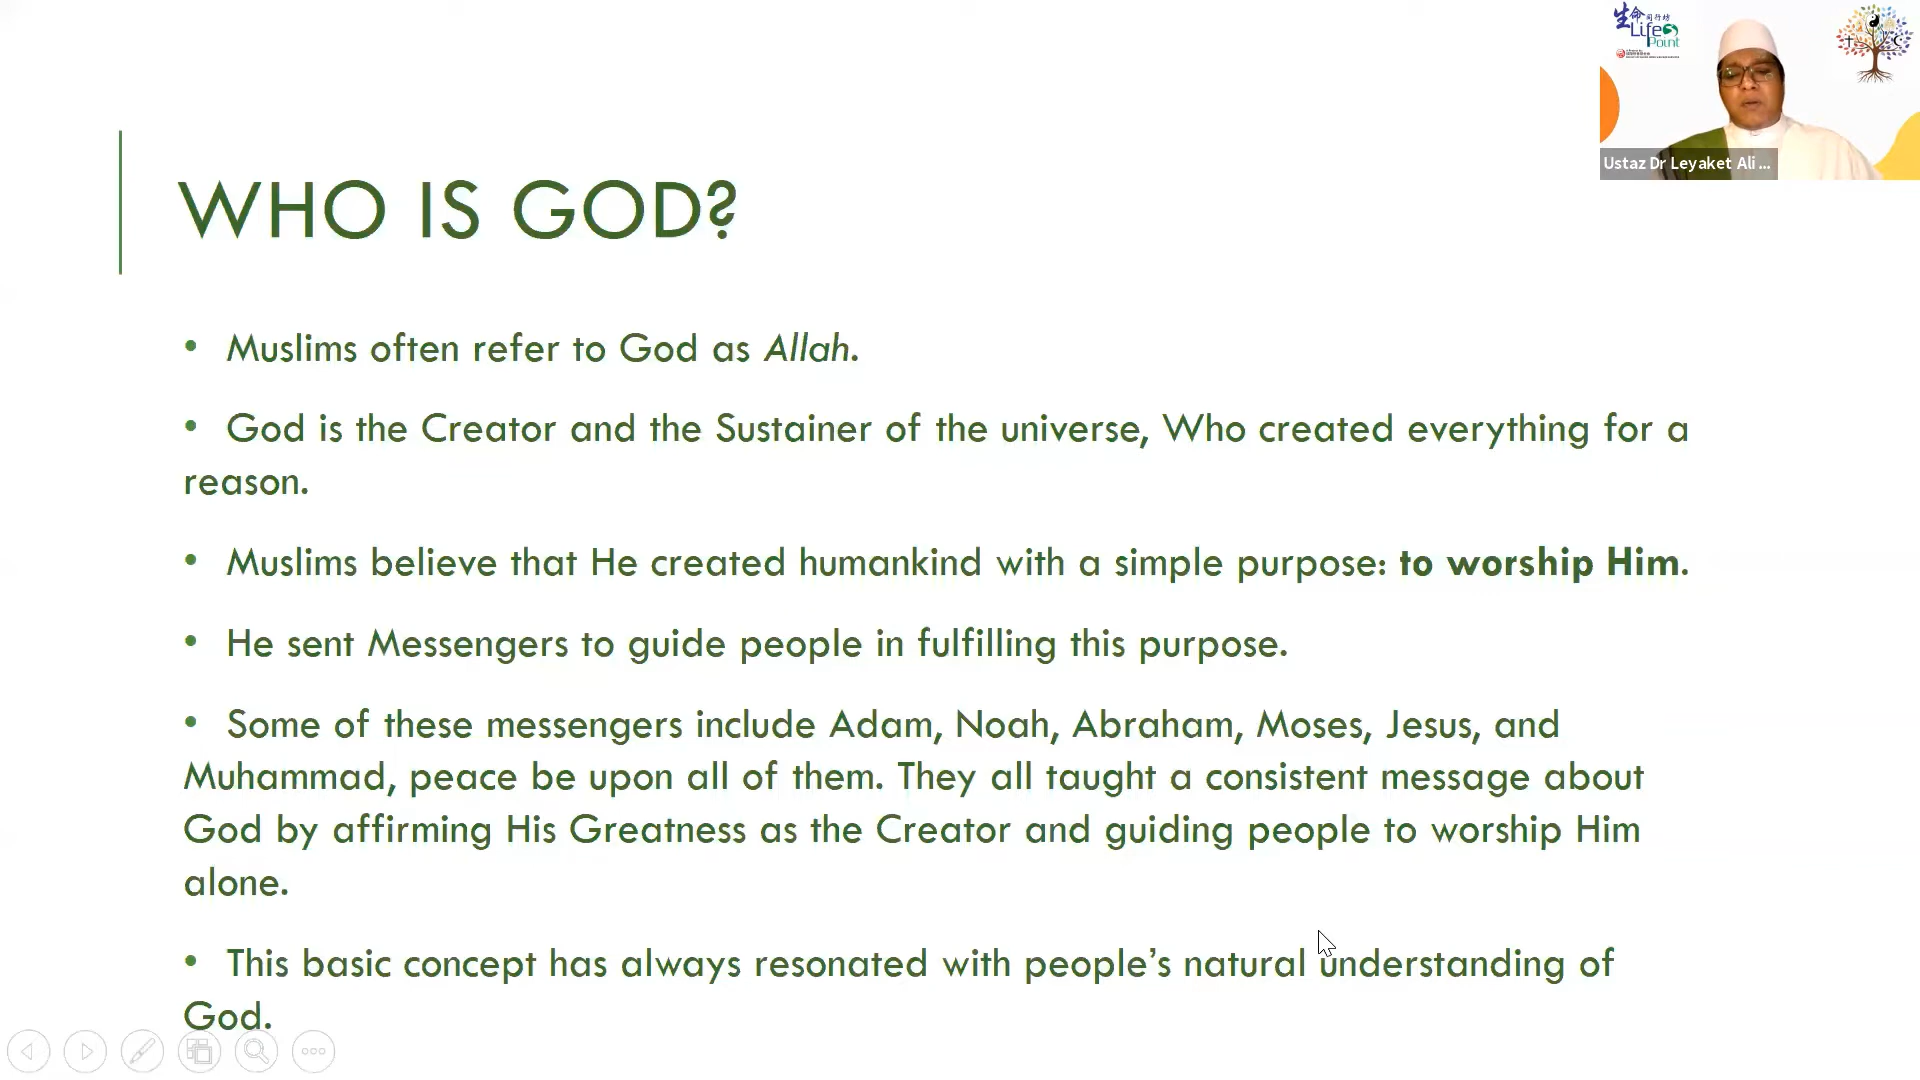 生命同行坊
Life
Point
Ustaz Dr Leyaket Ali ...
WHO IS GOD?
• Muslims often refer to God as Allah.
• God is the Creator and the Sustainer of the universe, Who created everything for a
reason.
• Muslims believe that He created humankind with a simple purpose: to worship Him.
• He sent Messengers to guide people in fulfilling this purpose.
• Some of these messengers include Adam, Noah, Abraham, Moses, Jesus, and
Muhammad, peace be upon all of them. They all taught a consistent message about
God by affirming His Greatness as the Creator and guiding people to worship Him
alone.
• This basic concept has always resonated with people’s natural understanding of
God.